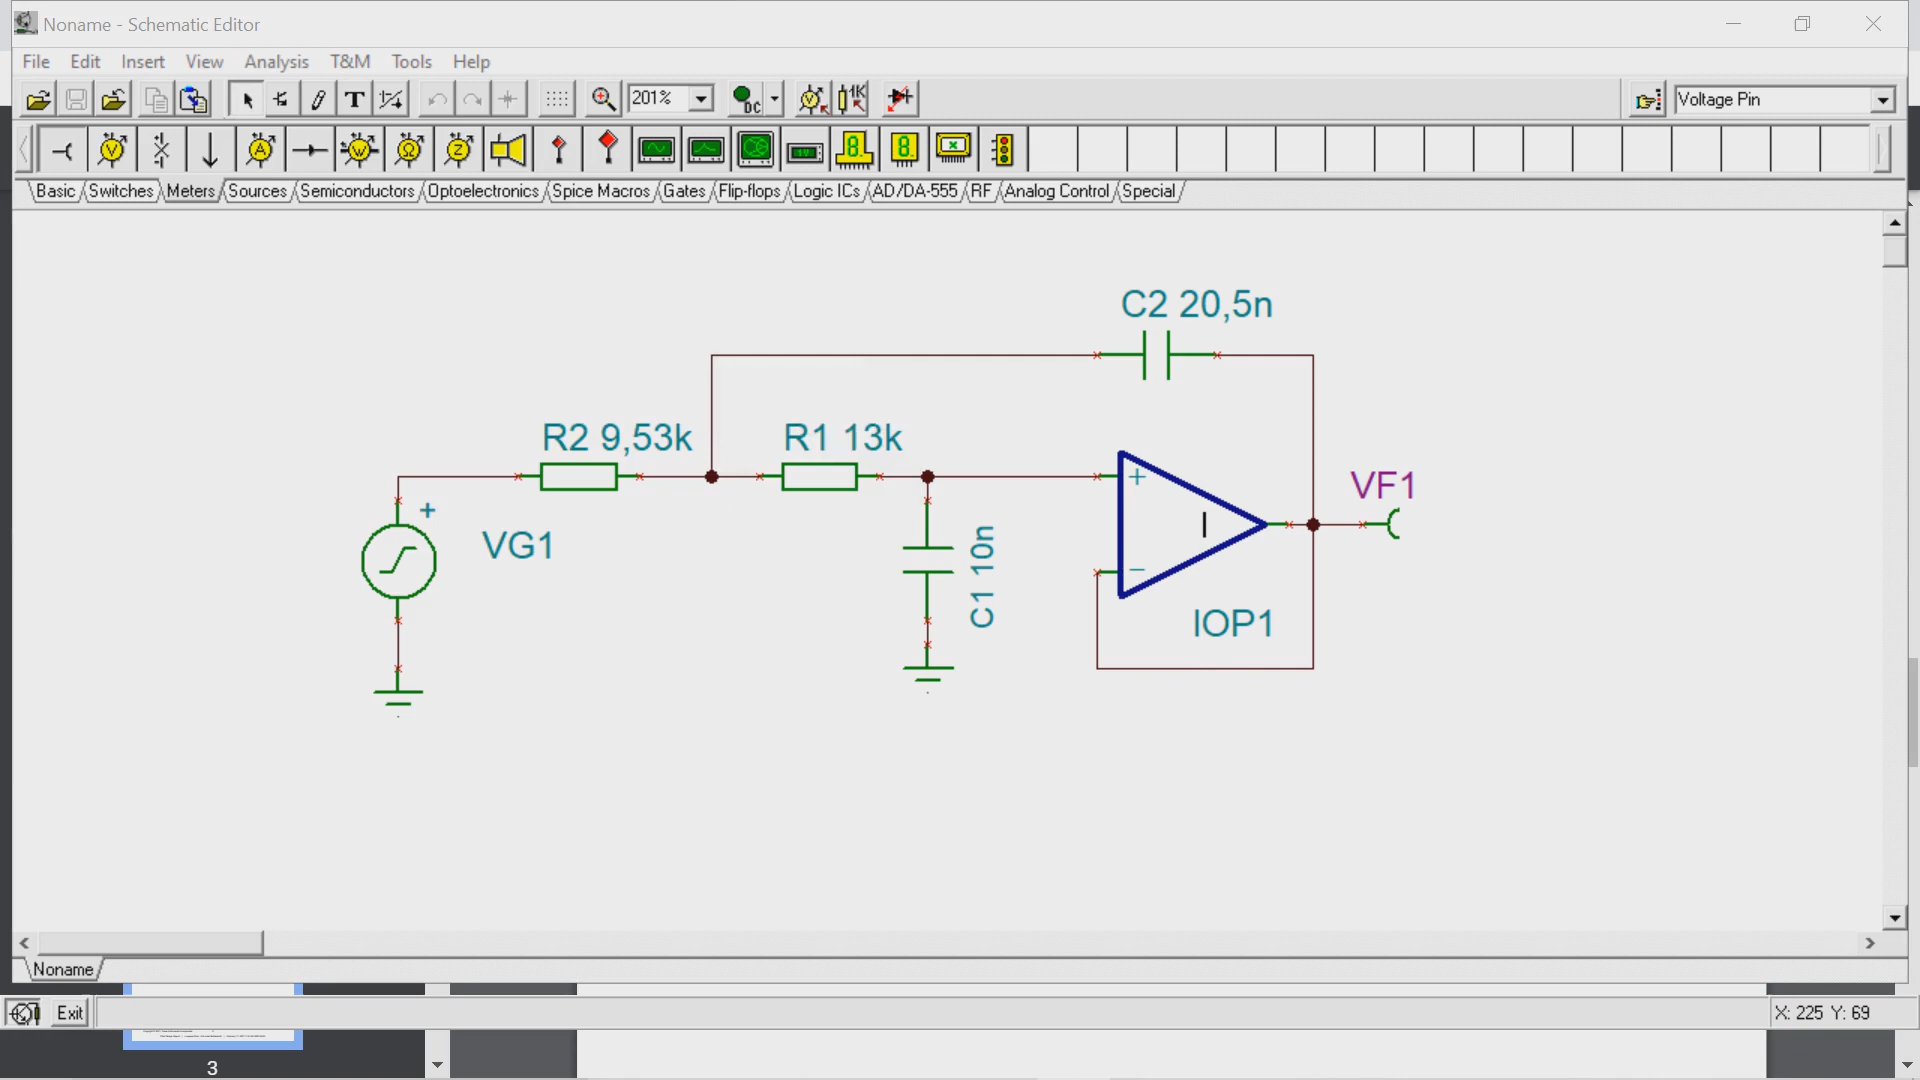 Noname - Schematic Editor
File Edit Insert View Analysis T&M Tools Help
T 201% DC 1K Voltage Pin
Basic Switches Meters Sources Semiconductors Optoelectronics Spice Macros Gates Flip-flops Logic ICs AD/DA-555 RF Analog Control Special
C2 20,5n
R2 9,53k R1 13k
VF1
+ VG1
C1 10n
+
I
−
IOP1
Noname
Exit X: 225 Y: 69
3